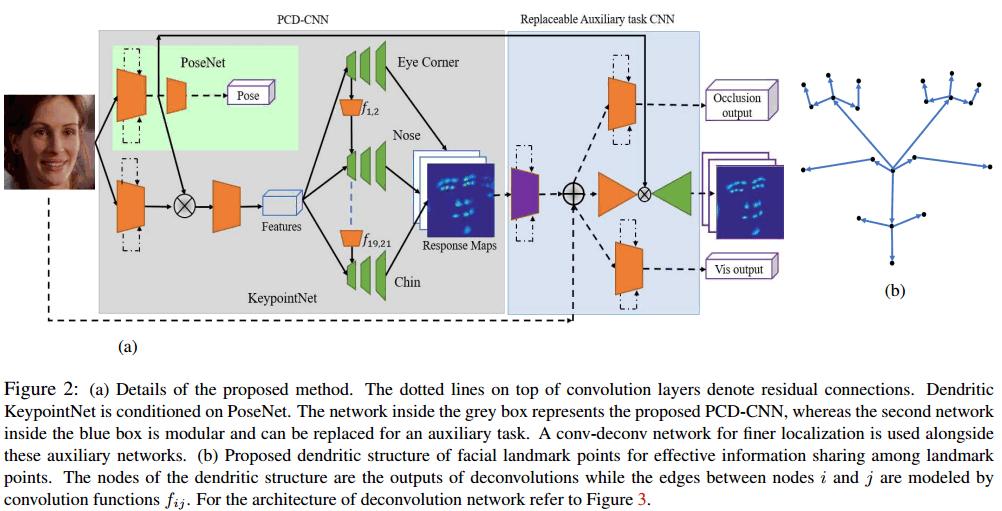 PCD-CNN
Replaceable Auxiliary task CNN
PoseNet
Pose
Eye Corner
f1,2
Nose
Features
f19,21
Response Maps
Chin
KeypointNet
Occlusion
output
Vis output
(a)
(b)
Figure 2: (a) Details of the proposed method. The dotted lines on top of convolution layers denote residual connections. Dendritic
KeypointNet is conditioned on PoseNet. The network inside the grey box represents the proposed PCD-CNN, whereas the second network
inside the blue box is modular and can be replaced for an auxiliary task. A conv-deconv network for finer localization is used alongside
these auxiliary networks. (b) Proposed dendritic structure of facial landmark points for effective information sharing among landmark
points. The nodes of the dendritic structure are the outputs of deconvolutions while the edges between nodes i and j are modeled by
convolution functions fij. For the architecture of deconvolution network refer to Figure 3.